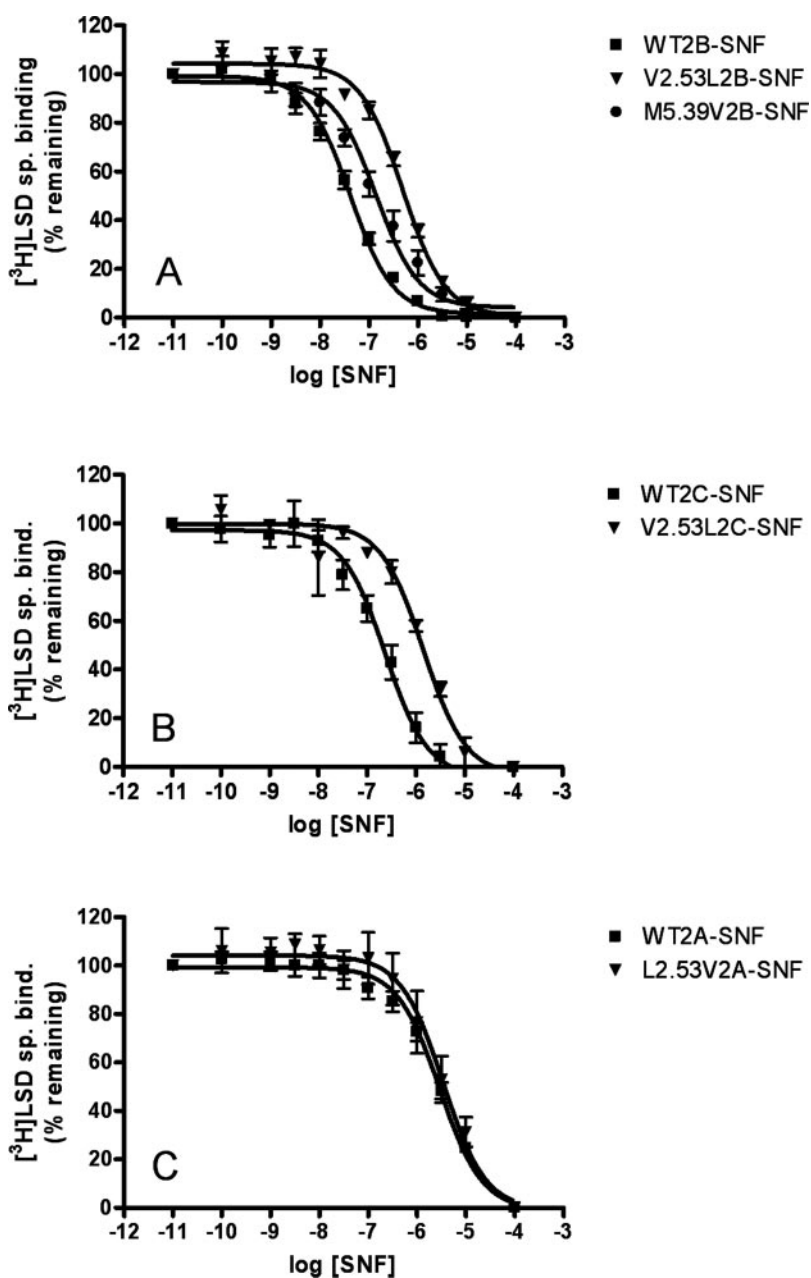 120
100
80
60
40
20
0
[³H]LSD sp. binding
(% remaining)
A
-12 -11 -10 -9 -8 -7 -6 -5 -4 -3
log [SNF]
WT2B-SNF
V2.53L2B-SNF
M5.39V2B-SNF
120
100
80
60
40
20
0
[³H]LSD sp. bind.
(% remaining)
B
-12 -11 -10 -9 -8 -7 -6 -5 -4 -3
log [SNF]
WT2C-SNF
V2.53L2C-SNF
120
100
80
60
40
20
0
[³H]LSD sp. bind.
(% remaining)
C
-12 -11 -10 -9 -8 -7 -6 -5 -4 -3
log [SNF]
WT2A-SNF
L2.53V2A-SNF